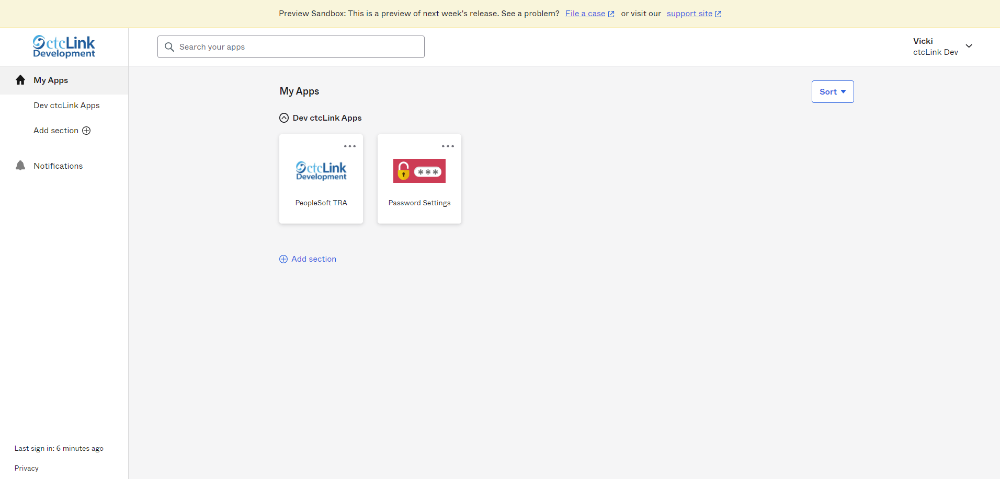 Preview Sandbox: This is a preview of next week's release. See a problem? File a case or visit our support site
ctcLink
Development
Search your apps
Vicki
ctcLink Dev
My Apps
Dev ctcLink Apps
Add section
Notifications
Last sign in: 6 minutes ago
Privacy
My Apps
Sort
Dev ctcLink Apps
ctcLink
Development
PeopleSoft TRA
***
Password Settings
Add section